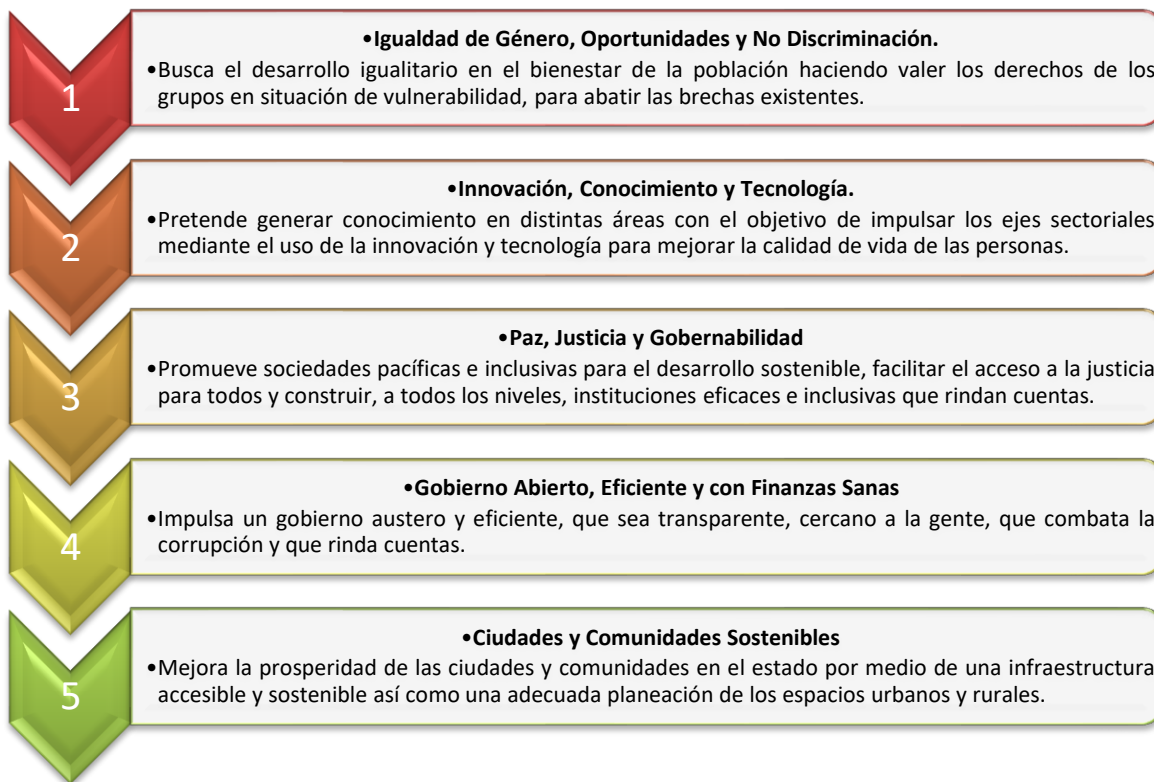 1
•Igualdad de Género, Oportunidades y No Discriminación.
•Busca el desarrollo igualitario en el bienestar de la población haciendo valer los derechos de los
grupos en situación de vulnerabilidad, para abatir las brechas existentes.
2
•Innovación, Conocimiento y Tecnología.
•Pretende generar conocimiento en distintas áreas con el objetivo de impulsar los ejes sectoriales
mediante el uso de la innovación y tecnología para mejorar la calidad de vida de las personas.
3
•Paz, Justicia y Gobernabilidad
•Promueve sociedades pacíficas e inclusivas para el desarrollo sostenible, facilitar el acceso a la justicia
para todos y construir, a todos los niveles, instituciones eficaces e inclusivas que rindan cuentas.
4
•Gobierno Abierto, Eficiente y con Finanzas Sanas
•Impulsa un gobierno austero y eficiente, que sea transparente, cercano a la gente, que combata la
corrupción y que rinda cuentas.
5
•Ciudades y Comunidades Sostenibles
•Mejora la prosperidad de las ciudades y comunidades en el estado por medio de una infraestructura
accesible y sostenible así como una adecuada planeación de los espacios urbanos y rurales.